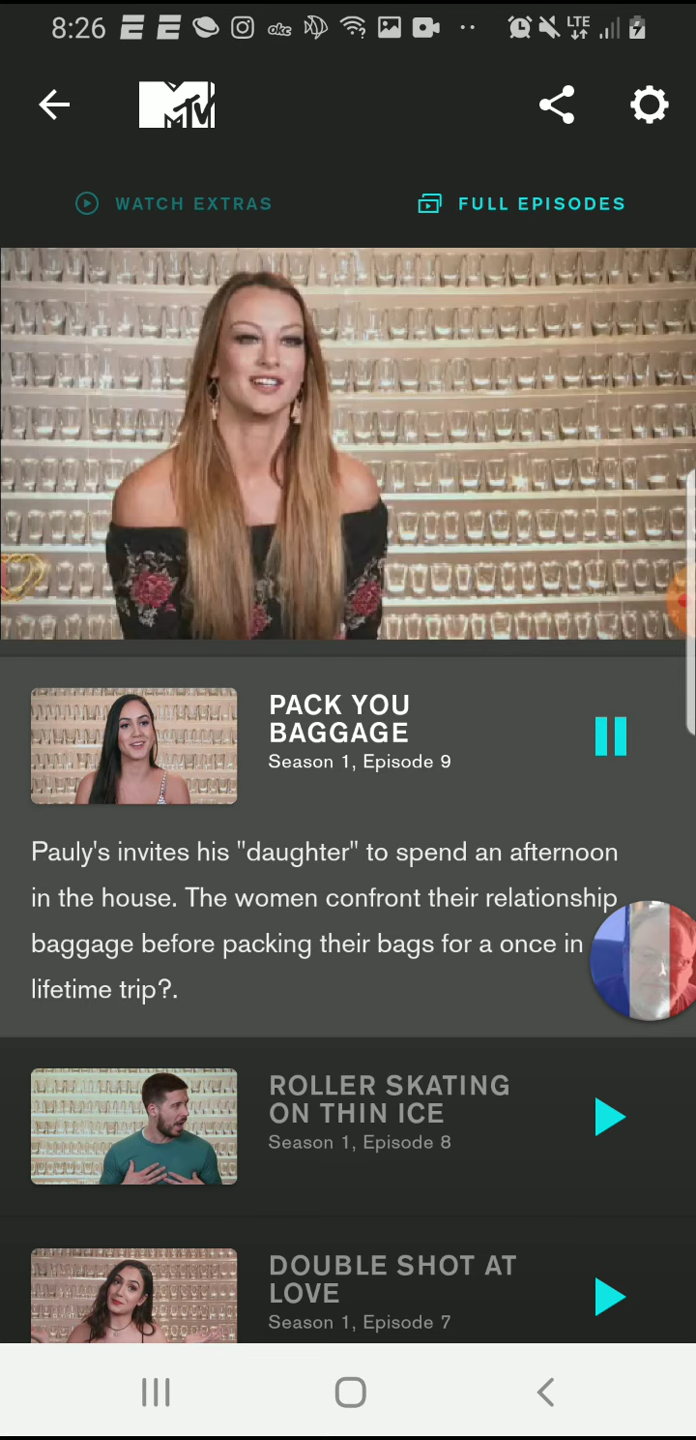 8:26
okc
LTE
MTV
WATCH EXTRAS
FULL EPISODES
PACK YOU
BAGGAGE
Season 1, Episode 9
Pauly's invites his "daughter" to spend an afternoon
in the house. The women confront their relationship
baggage before packing their bags for a once in
lifetime trip?.
ROLLER SKATING
ON THIN ICE
Season 1, Episode 8
DOUBLE SHOT AT
LOVE
Season 1, Episode 7